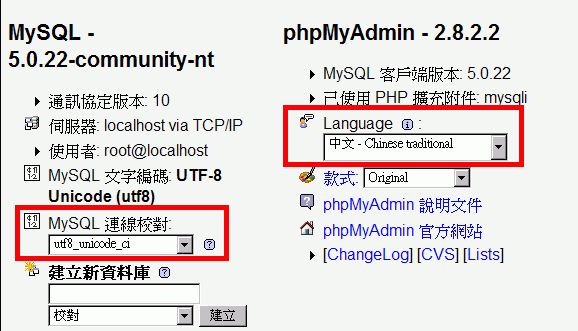 MySQL -
5.0.22-community-nt
通訊協定版本: 10
伺服器: localhost via TCP/IP
使用者: root@localhost
MySQL 文字編碼: UTF-8
Unicode (utf8)
MySQL 連線校對:
utf8_unicode_ci
建立新資料庫
校對 建立
phpMyAdmin - 2.8.2.2
MySQL 客戶端版本: 5.0.22
已使用 PHP 擴充附件: mysqli
Language :
中文 - Chinese traditional
款式: Original
phpMyAdmin 說明文件
phpMyAdmin 官方網站
[ChangeLog] [CVS] [Lists]